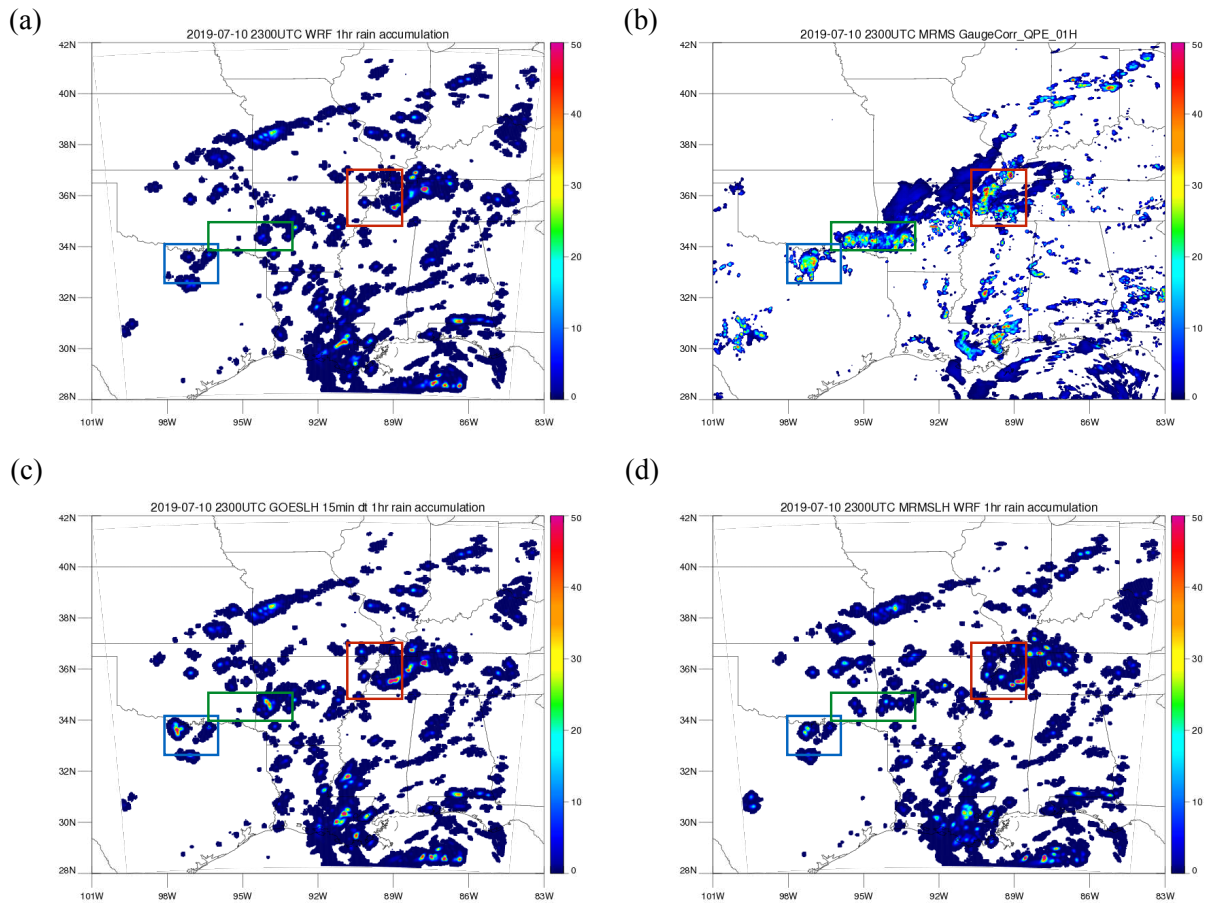 (a)
2019-07-10 2300UTC WRF 1hr rain accumulation
42N
40N
38N
36N
34N
32N
30N
28N
101W 98W 95W 92W 89W 86W 83W
50
40
30
20
10
0
(b)
2019-07-10 2300UTC MRMS GaugeCorr_QPE_01H
42N
40N
38N
36N
34N
32N
30N
28N
101W 98W 95W 92W 89W 86W 83W
50
40
30
20
10
0
(c)
2019-07-10 2300UTC GOESLH 15min dt 1hr rain accumulation
42N
40N
38N
36N
34N
32N
30N
28N
101W 98W 95W 92W 89W 86W 83W
50
40
30
20
10
0
(d)
2019-07-10 2300UTC MRMSLH WRF 1hr rain accumulation
42N
40N
38N
36N
34N
32N
30N
28N
101W 98W 95W 92W 89W 86W 83W
50
40
30
20
10
0